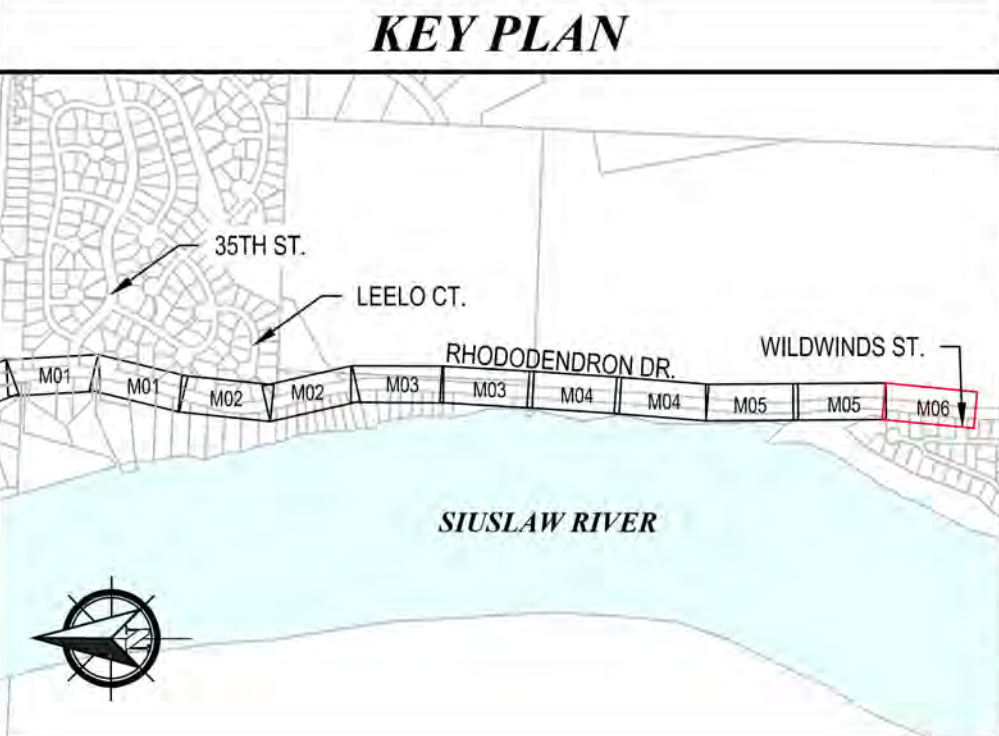 KEY PLAN
35TH ST.
LEELO CT.
RHODODENDRON DR.
WILDWINDS ST.
M01
M01
M02
M02
M03
M03
M04
M04
M05
M05
M06
SIUSLAW RIVER
N